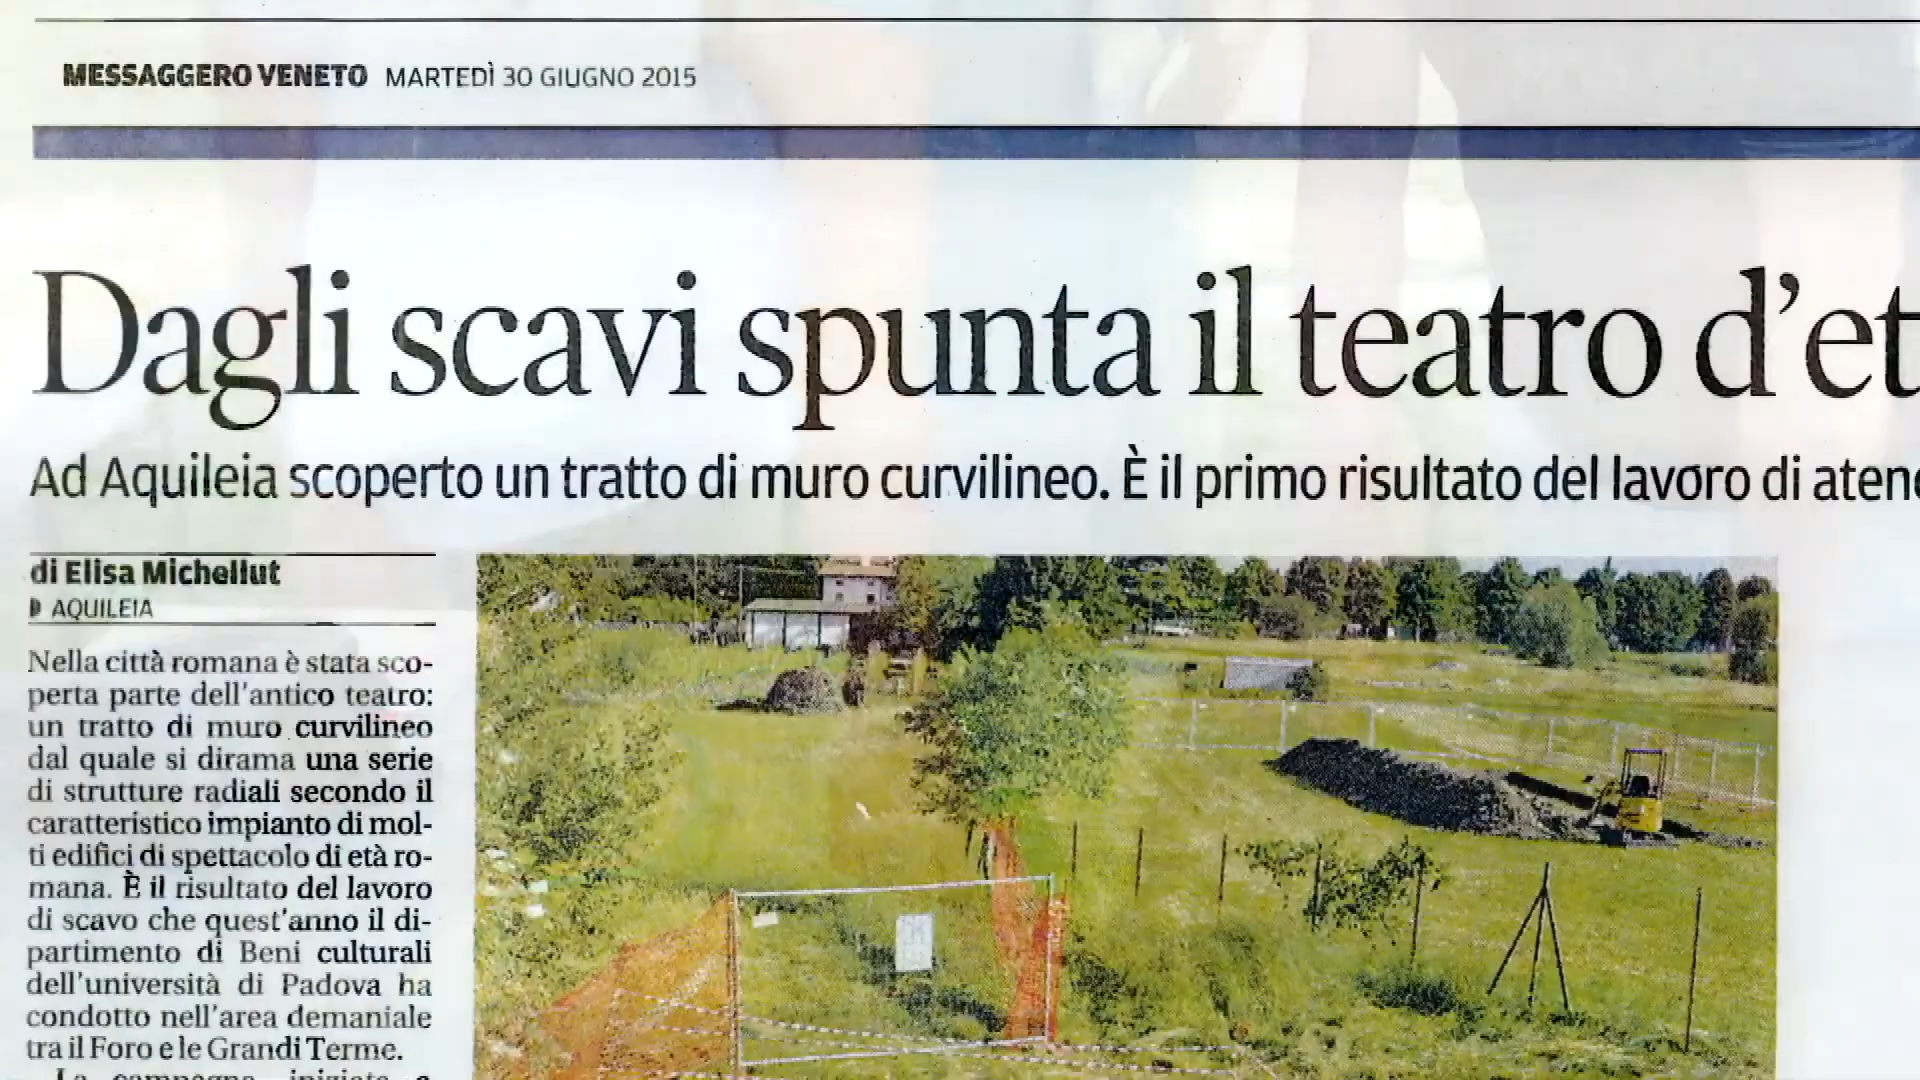 MESSAGGERO VENETO MARTEDÌ 30 GIUGNO 2015
Dagli scavi spunta il teatro d'et
Ad Aquileia scoperto un tratto di muro curvilineo. È il primo risultato del lavoro di aten
di Elisa Michellut
AQUILEIA
Nella città romana è stata sco-
perta parte dell'antico teatro:
un tratto di muro curvilineo
dal quale si dirama una serie
di strutture radiali secondo il
caratteristico impianto di mol-
ti edifici di spettacolo di età ro-
mana. È il risultato del lavoro
di scavo che quest'anno il di-
partimento di Beni culturali
dell'università di Padova ha
condotto nell'area demaniale
tra il Foro e le Grandi Terme.
La campagna, iniziata a